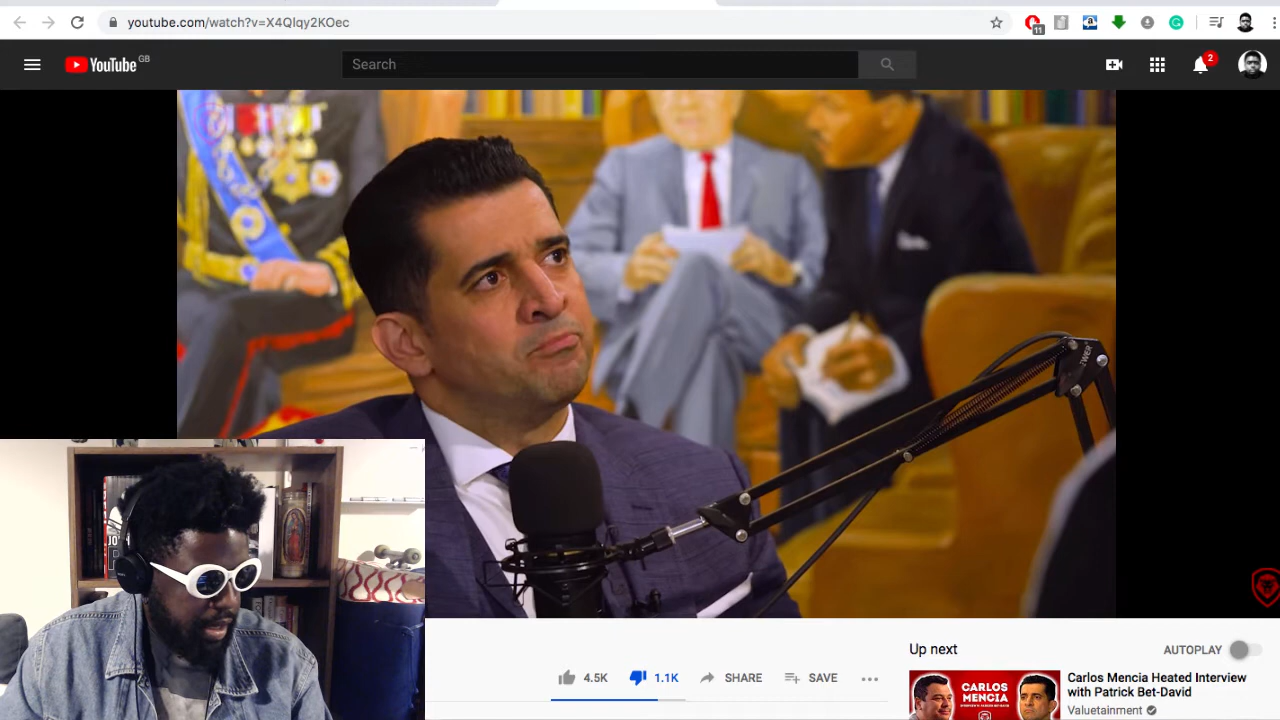 youtube.com/watch?v=X4QIqy2KOec
11
YouTube GB
Search
2
4.5K
1.1K
SHARE
SAVE
Up next
AUTOPLAY
CARLOS
MENCIA
Carlos Mencia Heated Interview
with Patrick Bet-David
Valuetainment